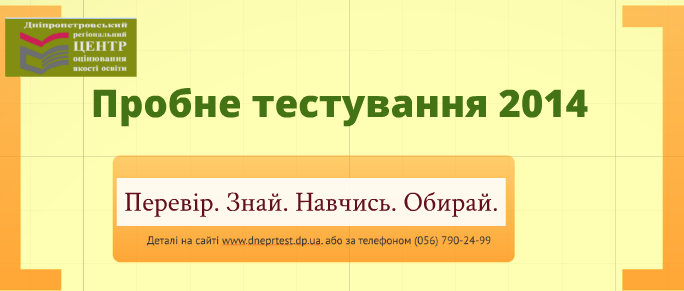 Дніпропетровський
регіональний
ЦЕНТР
оцінювання
якості освіти
Пробне тестування 2014
Перевір. Знай. Навчись. Обирай.
Деталі на сайті www.dneprtest.dp.ua. або за телефоном (056) 790-24-99